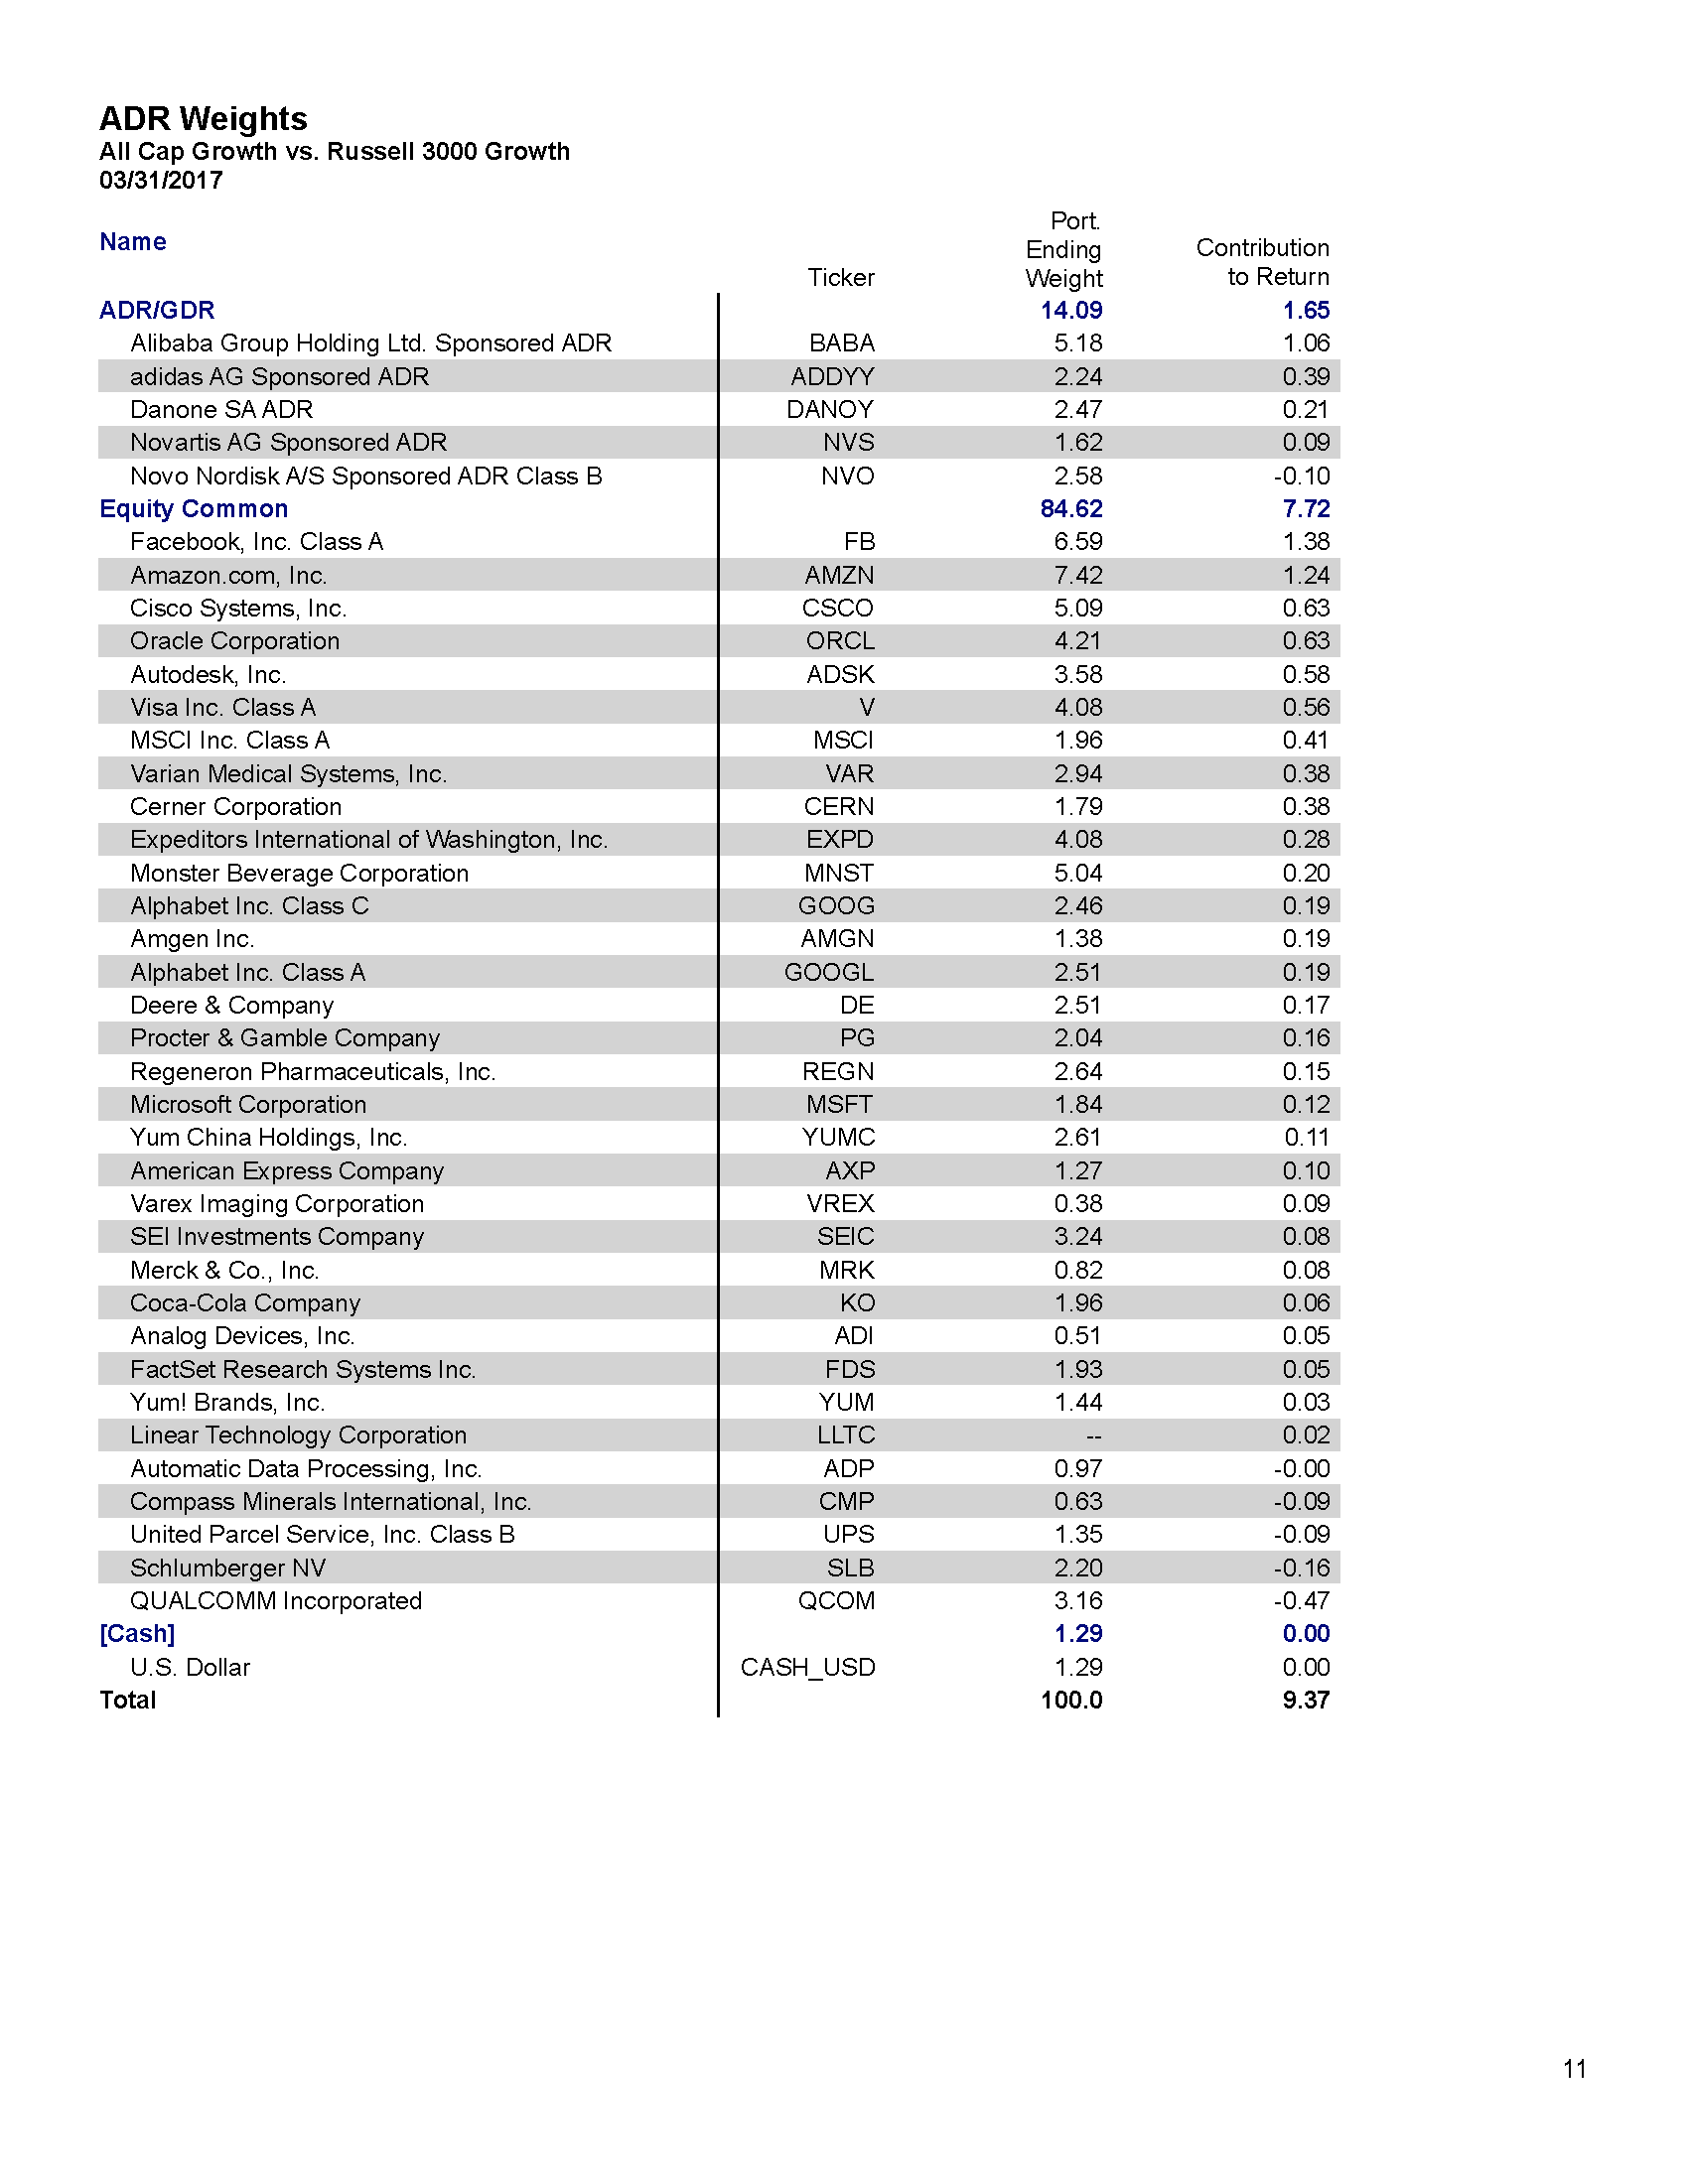 ADR Weights
All Cap Growth vs. Russell 3000 Growth
03/31/2017
Name Ticker Port. Ending Weight Contribution to Return
ADR/GDR 14.09 1.65
Alibaba Group Holding Ltd. Sponsored ADR BABA 5.18 1.06
adidas AG Sponsored ADR ADDYY 2.24 0.39
Danone SA ADR DANOY 2.47 0.21
Novartis AG Sponsored ADR NVS 1.62 0.09
Novo Nordisk A/S Sponsored ADR Class B NVO 2.58 -0.10
Equity Common 84.62 7.72
Facebook, Inc. Class A FB 6.59 1.38
Amazon.com, Inc. AMZN 7.42 1.24
Cisco Systems, Inc. CSCO 5.09 0.63
Oracle Corporation ORCL 4.21 0.63
Autodesk, Inc. ADSK 3.58 0.58
Visa Inc. Class A V 4.08 0.56
MSCI Inc. Class A MSCI 1.96 0.41
Varian Medical Systems, Inc. VAR 2.94 0.38
Cerner Corporation CERN 1.79 0.38
Expeditors International of Washington, Inc. EXPD 4.08 0.28
Monster Beverage Corporation MNST 5.04 0.20
Alphabet Inc. Class C GOOG 2.46 0.19
Amgen Inc. AMGN 1.38 0.19
Alphabet Inc. Class A GOOGL 2.51 0.19
Deere & Company DE 2.51 0.17
Procter & Gamble Company PG 2.04 0.16
Regeneron Pharmaceuticals, Inc. REGN 2.64 0.15
Microsoft Corporation MSFT 1.84 0.12
Yum China Holdings, Inc. YUMC 2.61 0.11
American Express Company AXP 1.27 0.10
Varex Imaging Corporation VREX 0.38 0.09
SEI Investments Company SEIC 3.24 0.08
Merck & Co., Inc. MRK 0.82 0.08
Coca-Cola Company KO 1.96 0.06
Analog Devices, Inc. ADI 0.51 0.05
FactSet Research Systems Inc. FDS 1.93 0.05
Yum! Brands, Inc. YUM 1.44 0.03
Linear Technology Corporation LLTC -- 0.02
Automatic Data Processing, Inc. ADP 0.97 -0.00
Compass Minerals International, Inc. CMP 0.63 -0.09
United Parcel Service, Inc. Class B UPS 1.35 -0.09
Schlumberger NV SLB 2.20 -0.16
QUALCOMM Incorporated QCOM 3.16 -0.47
[Cash] 1.29 0.00
U.S. Dollar CASH_USD 1.29 0.00
Total 100.0 9.37
11